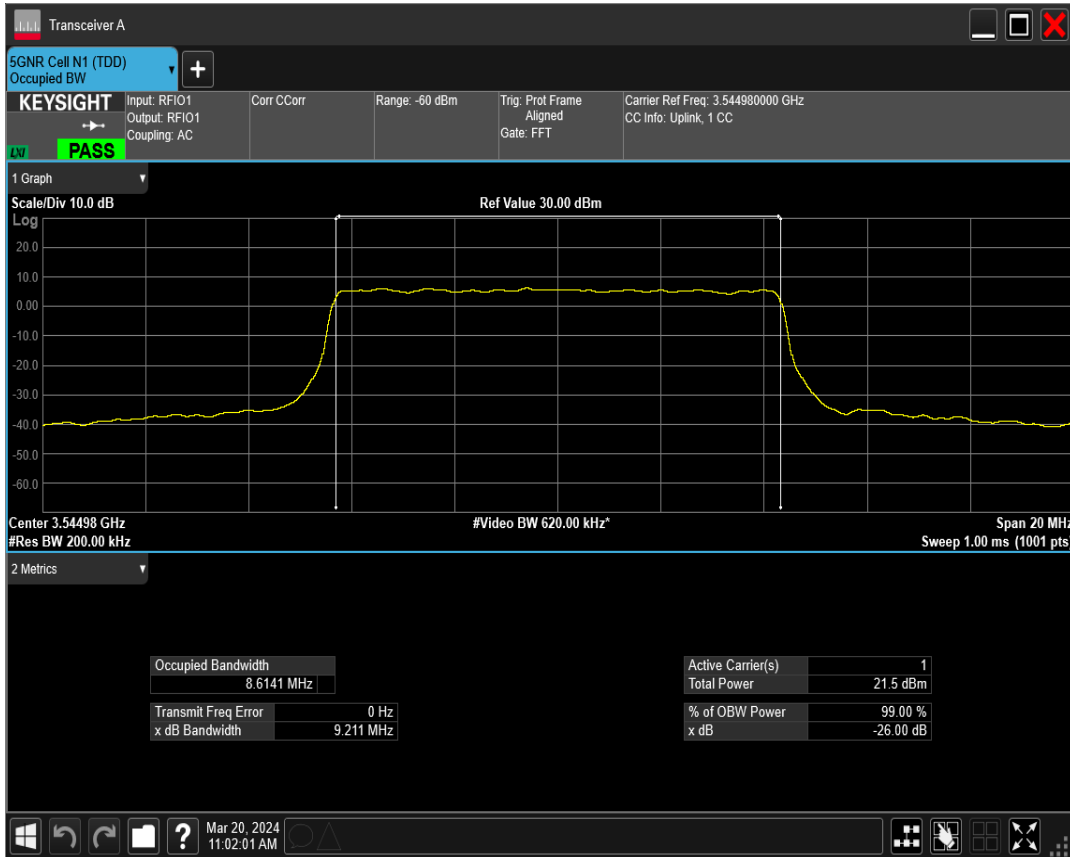 Transceiver A
5GNR Cell N1 (TDD)
Occupied BW
+
KEYSIGHT
LXI
PASS
Input: RFIO1
Output: RFIO1
Coupling: AC
Corr CCorr
Range: -60 dBm
Trig: Prot Frame
Aligned
Gate: FFT
Carrier Ref Freq: 3.544980000 GHz
CC Info: Uplink, 1 CC
1 Graph
Scale/Div 10.0 dB
Ref Value 30.00 dBm
Log
20.0
10.0
0.00
-10.0
-20.0
-30.0
-40.0
-50.0
-60.0
Center 3.54498 GHz
#Video BW 620.00 kHz*
Span 20 MHz
#Res BW 200.00 kHz
Sweep 1.00 ms (1001 pts)
2 Metrics
Occupied Bandwidth
8.6141 MHz
Transmit Freq Error 0 Hz
x dB Bandwidth 9.211 MHz
Active Carrier(s) 1
Total Power 21.5 dBm
% of OBW Power 99.00 %
x dB -26.00 dB
?
Mar 20, 2024
11:02:01 AM